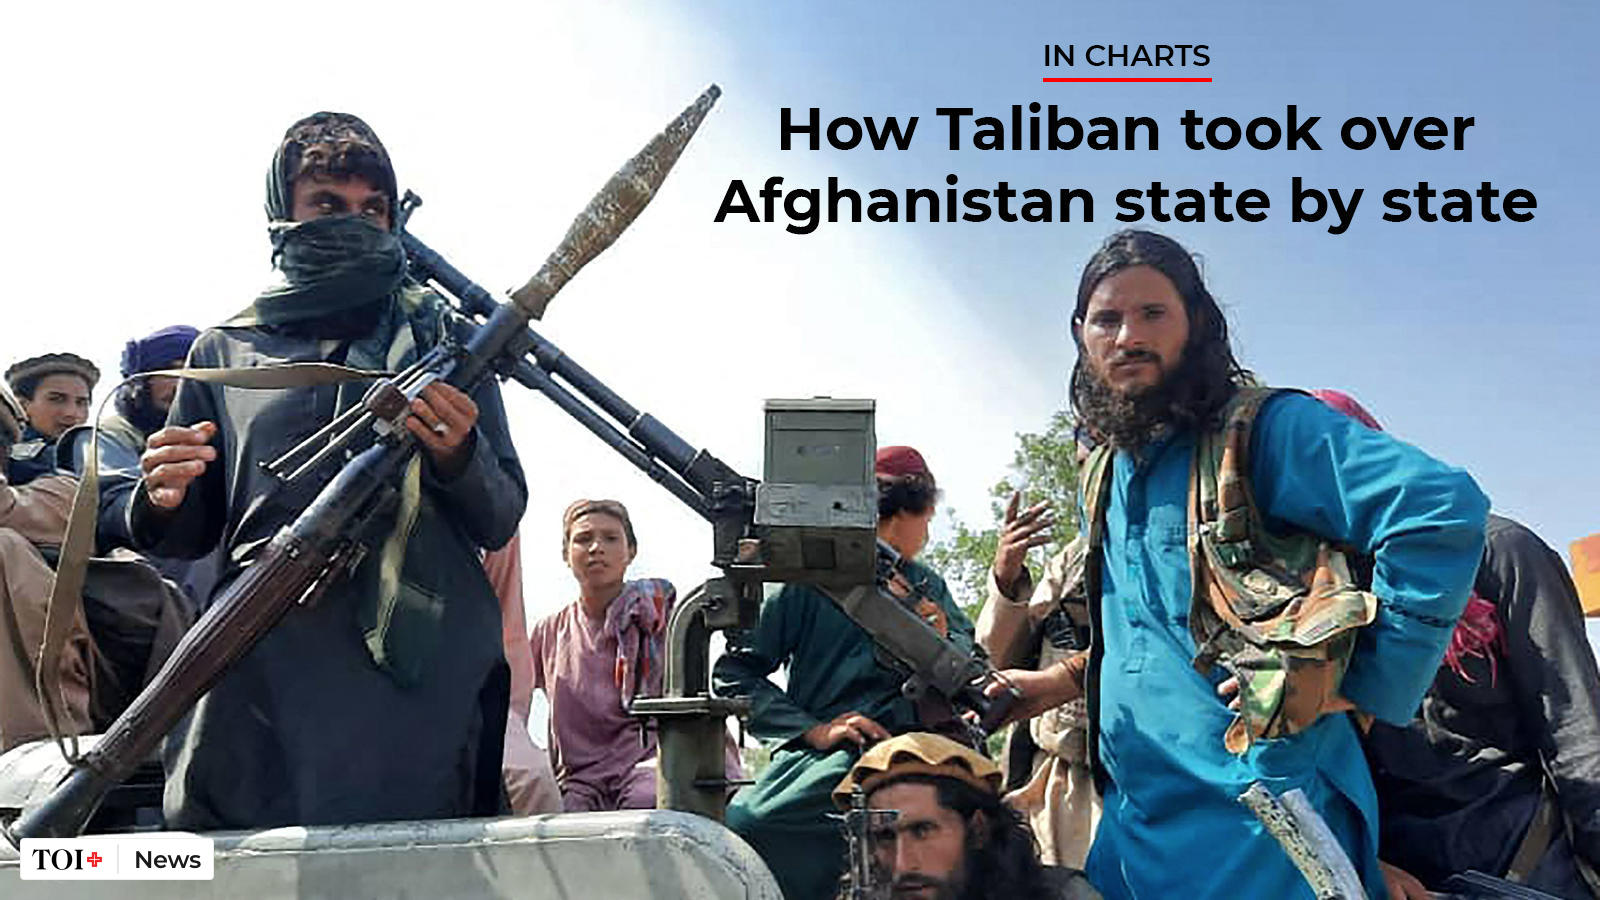 IN CHARTS
How Taliban took over
Afghanistan state by state
TOI+ News